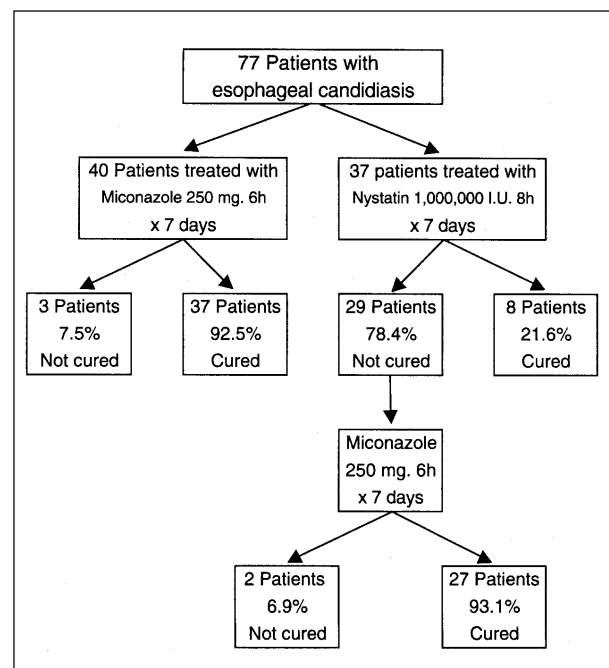 77 Patients with
esophageal candidiasis
40 Patients treated with
Miconazole 250 mg. 6h
x 7 days
37 patients treated with
Nystatin 1,000,000 I.U. 8h
x 7 days
3 Patients
7.5%
Not cured
37 Patients
92.5%
Cured
29 Patients
78.4%
Not cured
8 Patients
21.6%
Cured
Miconazole
250 mg. 6h
x 7 days
2 Patients
6.9%
Not cured
27 Patients
93.1%
Cured